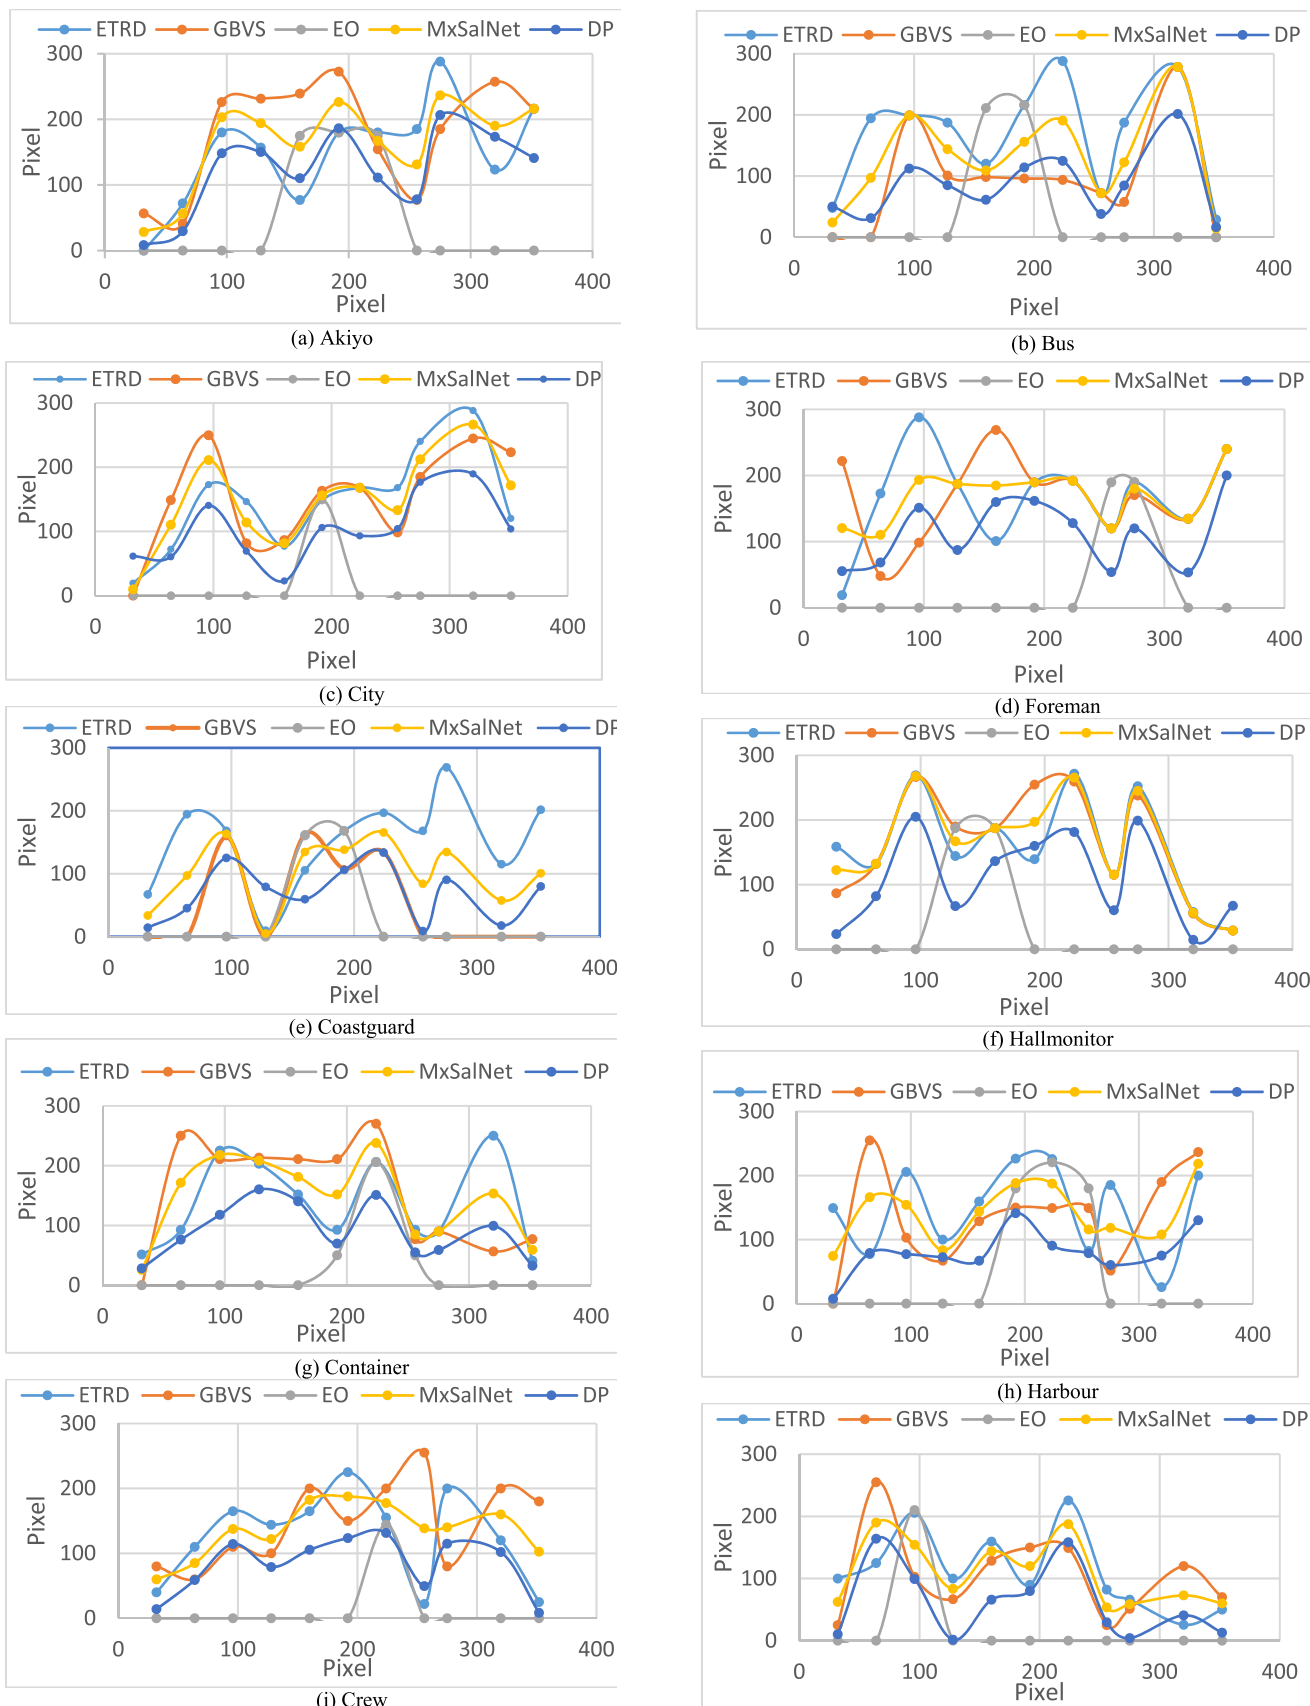 ETRD GBVS EO MxSalNet DP
300
200
100
0
0 100 200 300 400
Pixel
Pixel
(a) Akiyo
ETRD GBVS EO MxSalNet DP
300
200
100
0
0 100 200 300 400
Pixel
Pixel
(b) Bus
ETRD GBVS EO MxSalNet DP
300
200
100
0
0 100 200 300 400
Pixel
Pixel
(c) City
ETRD GBVS EO MxSalNet DP
300
200
100
0
0 100 200 300 400
Pixel
Pixel
(d) Foreman
ETRD GBVS EO MxSalNet DP
300
200
100
0
0 100 200 300 400
Pixel
Pixel
(e) Coastguard
ETRD GBVS EO MxSalNet DP
300
200
100
0
0 100 200 300 400
Pixel
Pixel
(f) Hallmonitor
ETRD GBVS EO MxSalNet DP
300
200
100
0
0 100 200 300 400
Pixel
Pixel
(g) Container
ETRD GBVS EO MxSalNet DP
300
200
100
0
0 100 200 300 400
Pixel
Pixel
(h) Harbour
ETRD GBVS EO MxSalNet DP
300
200
100
0
0 100 200 300 400
Pixel
Pixel
(i) Crew
ETRD GBVS EO MxSalNet DP
300
200
100
0
0 100 200 300 400
Pixel
Pixel